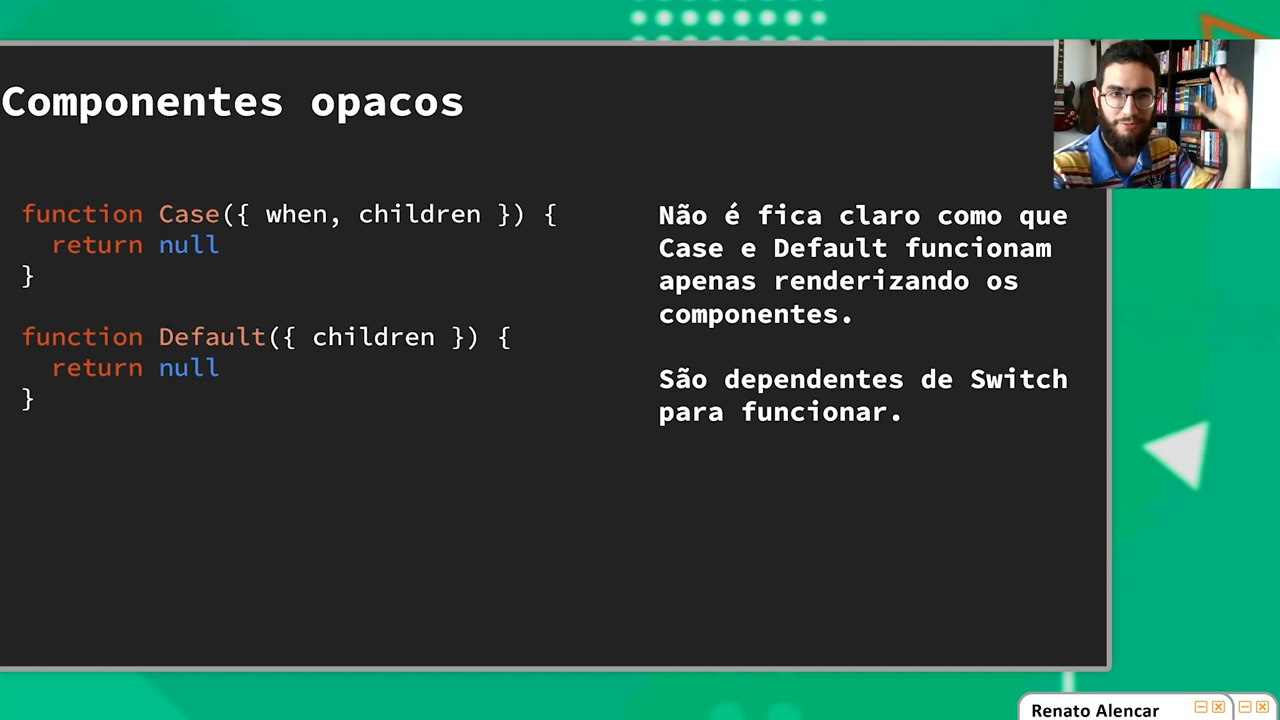 Componentes opacos
function Case({ when, children }) {
return null
}
function Default({ children }) {
return null
}
Não é fica claro como que
Case e Default funcionam
apenas renderizando os
componentes.
São dependentes de Switch
para funcionar.
Renato Alencar